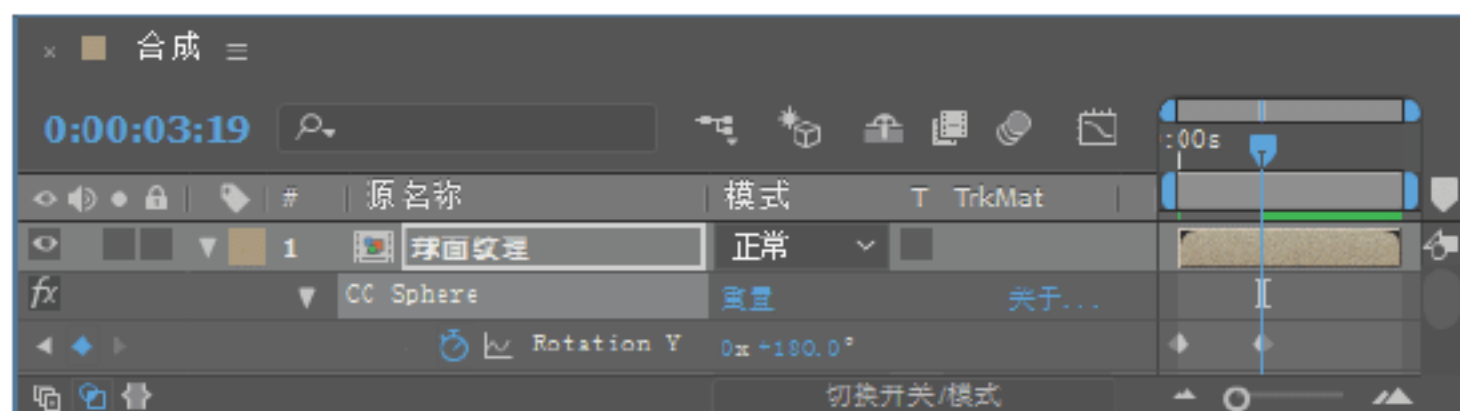 合成
0:00:03:19
:00s
# 源名称 模式 T TrkMat
1 球面纹理 正常
fx CC Sphere 重置 关于...
Rotation Y 0x+180.0°
切换开关/模式